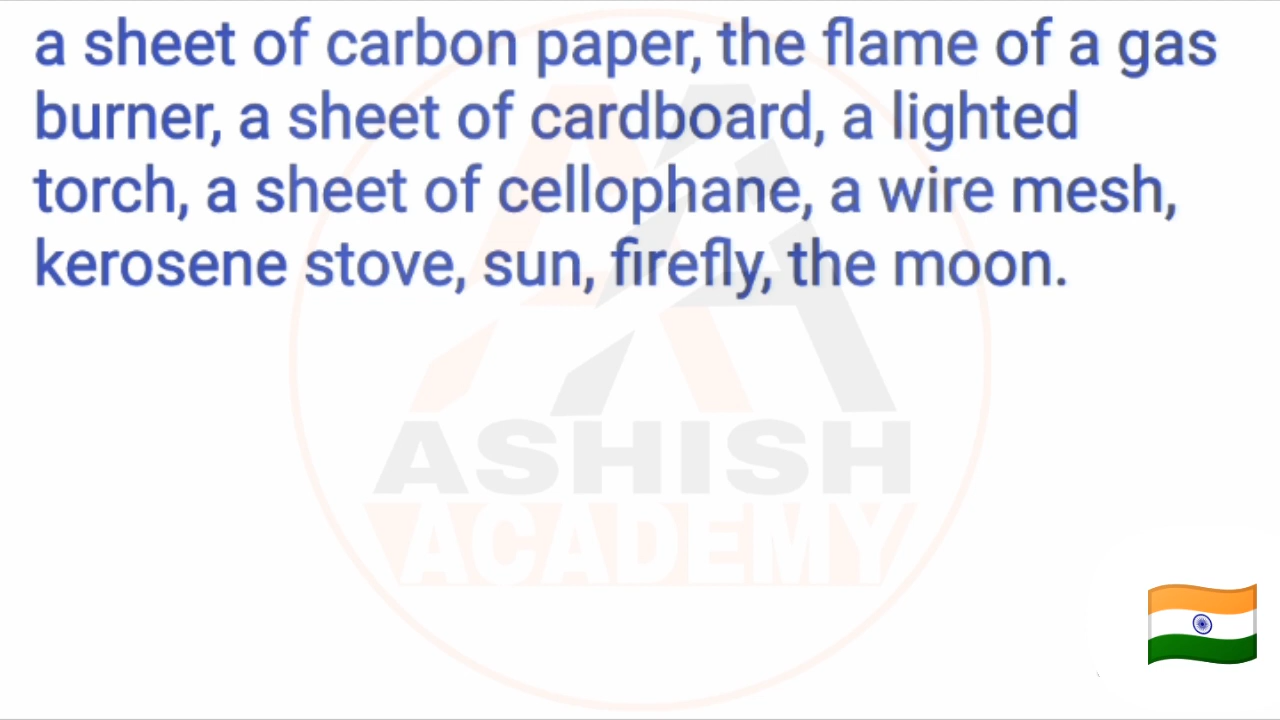 a sheet of carbon paper, the flame of a gas
burner, a sheet of cardboard, a lighted
torch, a sheet of cellophane, a wire mesh,
kerosene stove, sun, firefly, the moon.
ASHISH
ACADEMY